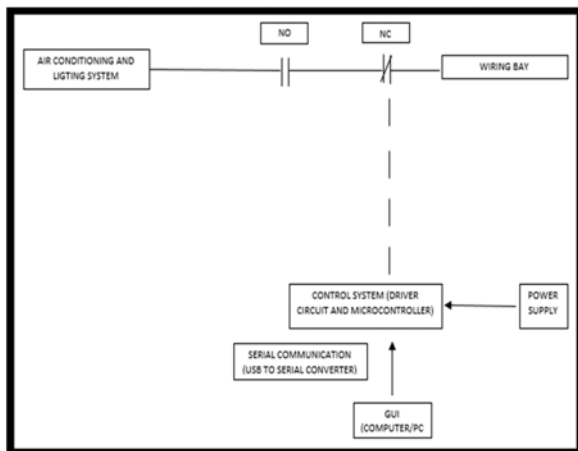 NO
NC
AIR CONDITIONING AND
LIGTING SYSTEM
WIRING BAY
CONTROL SYSTEM (DRIVER
CIRCUIT AND MICROCONTROLLER)
POWER
SUPPLY
SERIAL COMMUNICATION
(USB TO SERIAL CONVERTER)
GUI
(COMPUTER/PC